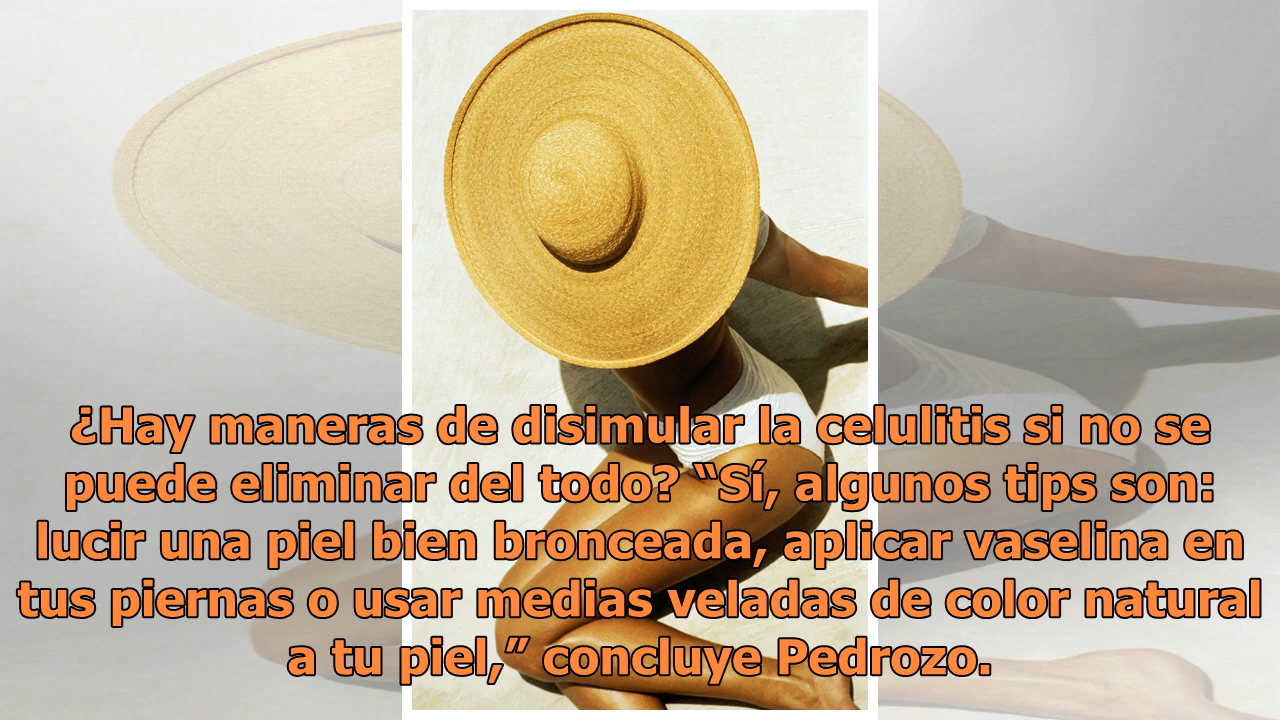 ¿Hay maneras de disimular la celulitis si no se
puede eliminar del todo? “Sí, algunos tips son:
lucir una piel bien bronceada, aplicar vaselina en
tus piernas o usar medias veladas de color natural
a tu piel,” concluye Pedrozo.